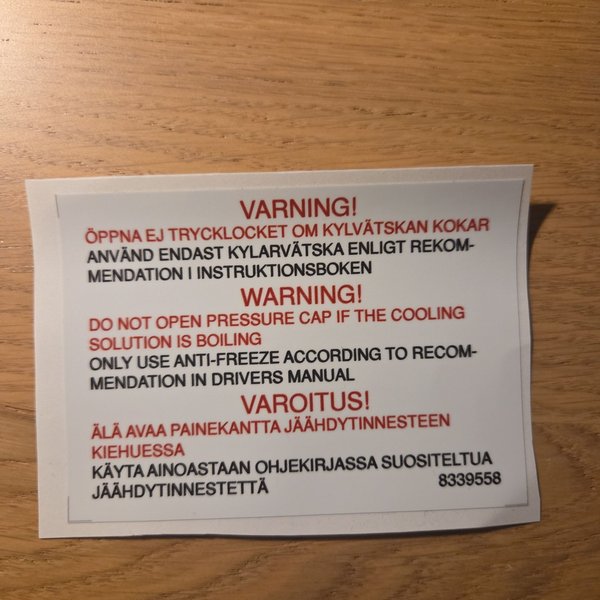 VARNING!
ÖPPNA EJ TRYCKLOCKET OM KYLVÄTSKAN KOKAR
ANVÄND ENDAST KYLARVÄTSKA ENLIGT REKOM-
MENDATION I INSTRUKTIONSBOKEN
WARNING!
DO NOT OPEN PRESSURE CAP IF THE COOLING
SOLUTION IS BOILING
ONLY USE ANTI-FREEZE ACCORDING TO RECOM-
MENDATION IN DRIVERS MANUAL
VAROITUS!
ÄLÄ AVAA PAINEKANTTA JÄÄHDYTINNESTEEN
KIEHUESSA
KÄYTA AINOASTAAN OHJEKIRJASSA SUOSITELTUA
JÄÄHDYTINNESTETTÄ 8339558